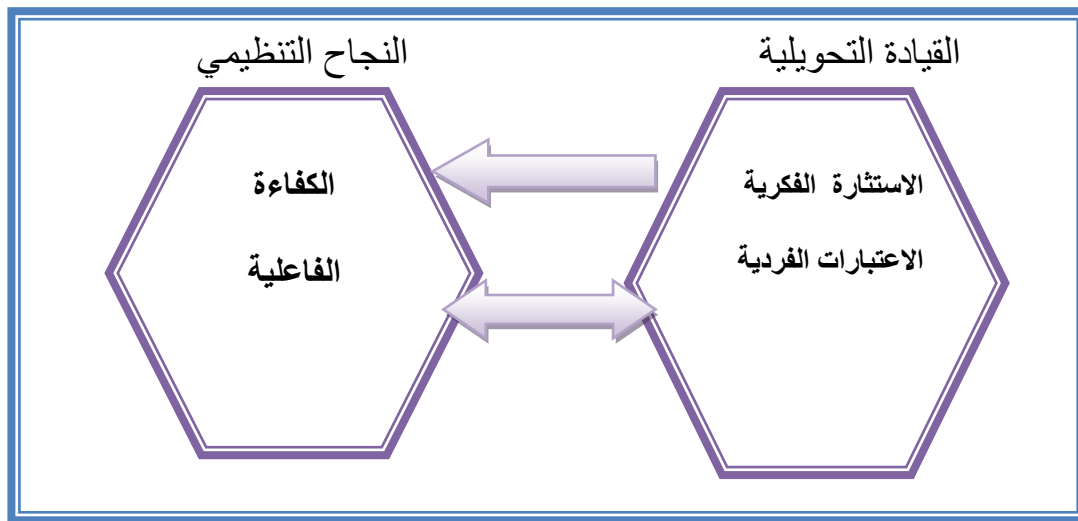 القيادة التحويلية
الاستثارة الفكرية
الاعتبارات الفردية
النجاح التنظيمي
الكفاءة
الفاعلية